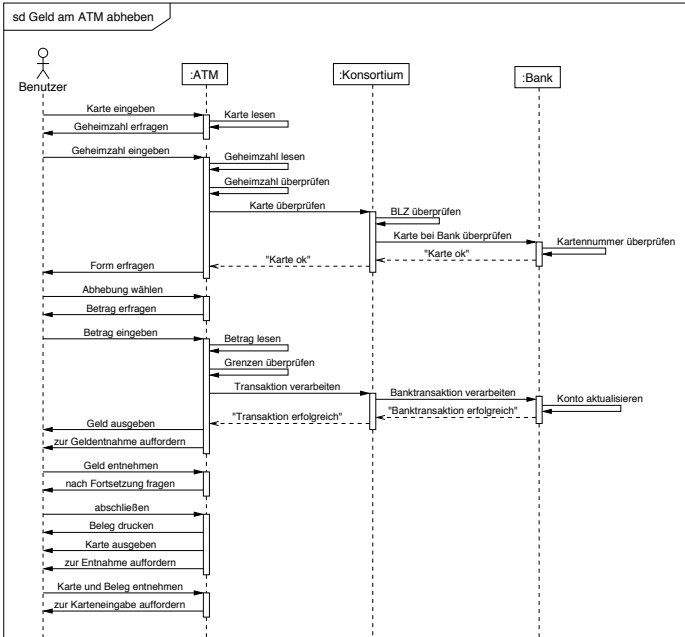 sd Geld am ATM abheben
Benutzer
:ATM
:Konsortium
:Bank
Karte eingeben
Karte lesen
Geheimzahl erfragen
Geheimzahl eingeben
Geheimzahl lesen
Geheimzahl überprüfen
Karte überprüfen
BLZ überprüfen
Karte bei Bank überprüfen
Kartennummer überprüfen
"Karte ok"
"Karte ok"
Form erfragen
Abhebung wählen
Betrag erfragen
Betrag eingeben
Betrag lesen
Grenzen überprüfen
Transaktion verarbeiten
Banktransaktion verarbeiten
Konto aktualisieren
"Banktransaktion erfolgreich"
"Transaktion erfolgreich"
Geld ausgeben
zur Geldentnahme auffordern
Geld entnehmen
nach Fortsetzung fragen
abschließen
Beleg drucken
Karte ausgeben
zur Entnahme auffordern
Karte und Beleg entnehmen
zur Karteneingabe auffordern